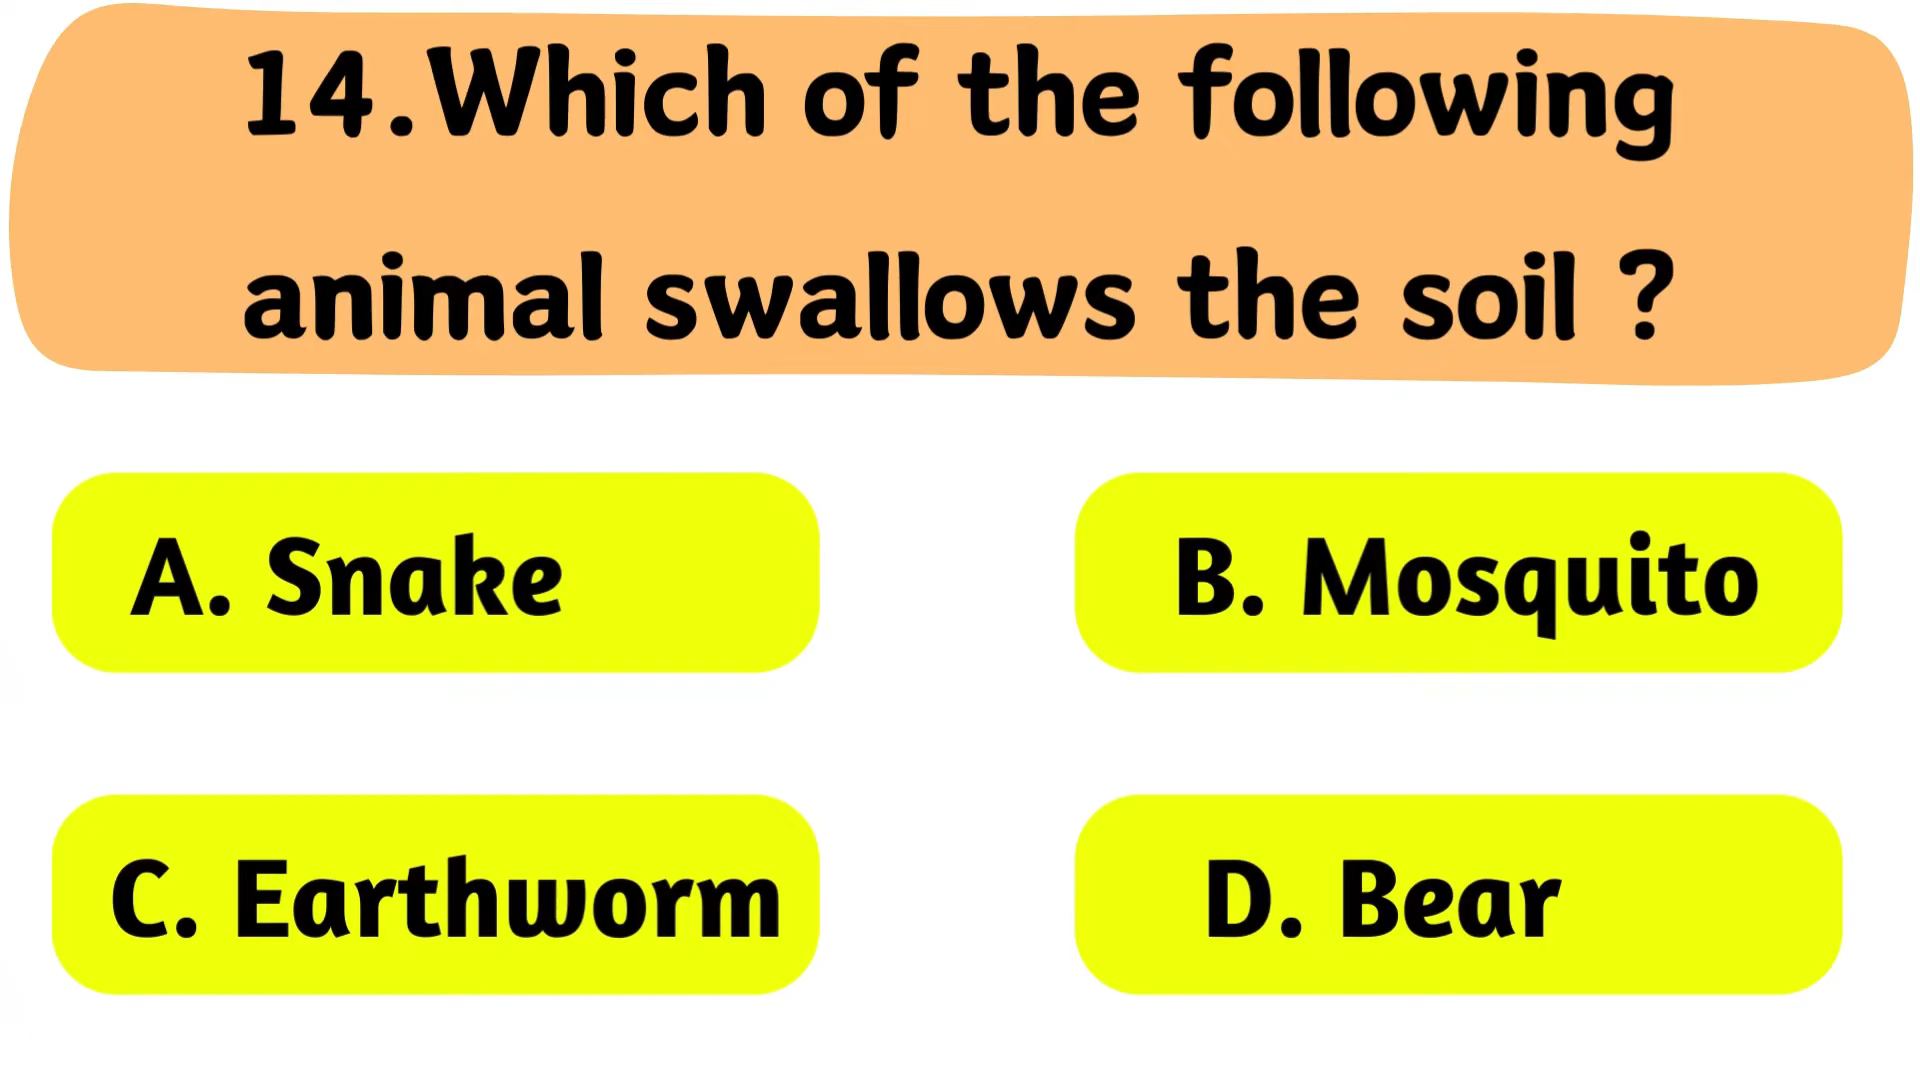 14.Which of the following
animal swallows the soil ?
A. Snake
B. Mosquito
C. Earthworm
D. Bear